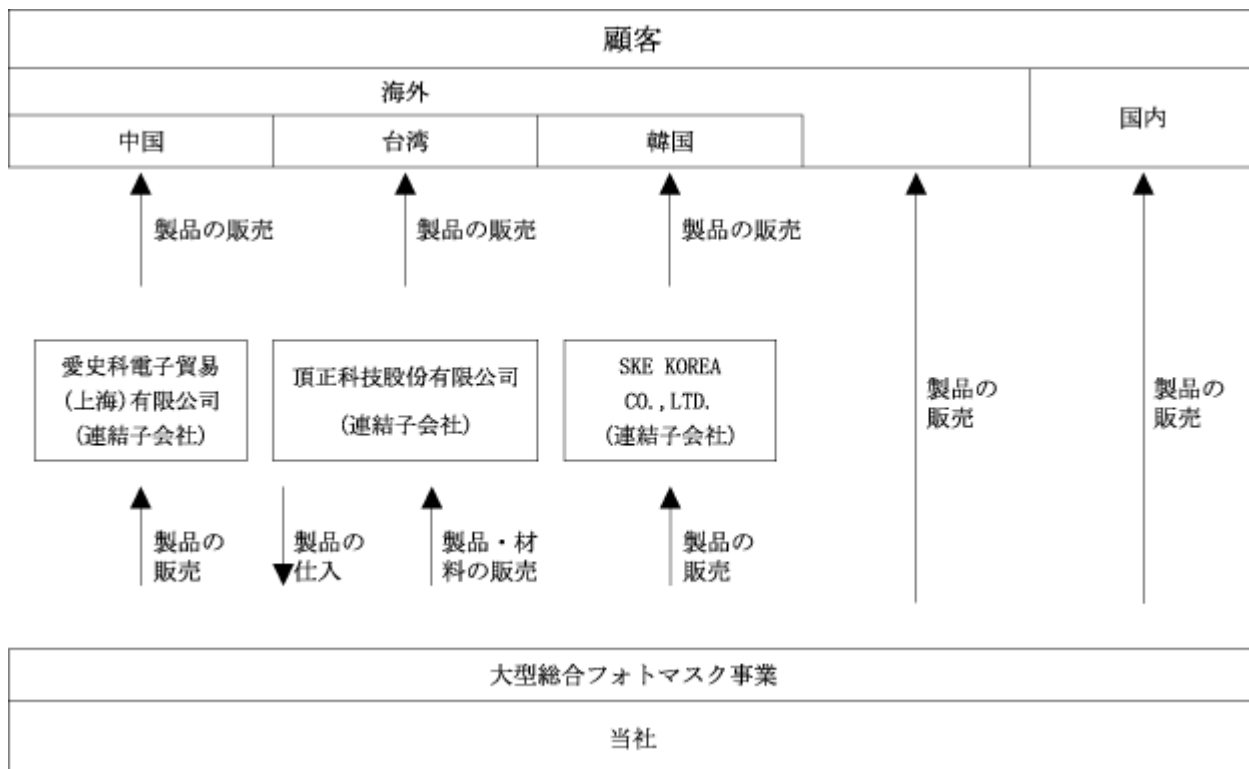 顧客
海外
国内
中国
台湾
韓国
製品の販売
製品の販売
製品の販売
愛史科電子貿易
(上海)有限公司
(連結子会社)
頂正科技股份有限公司
(連結子会社)
SKE KOREA
CO.,LTD.
(連結子会社)
製品の
販売
製品の
販売
製品の
販売
製品の
仕入
製品・材
料の販売
製品の
販売
大型総合フォトマスク事業
当社